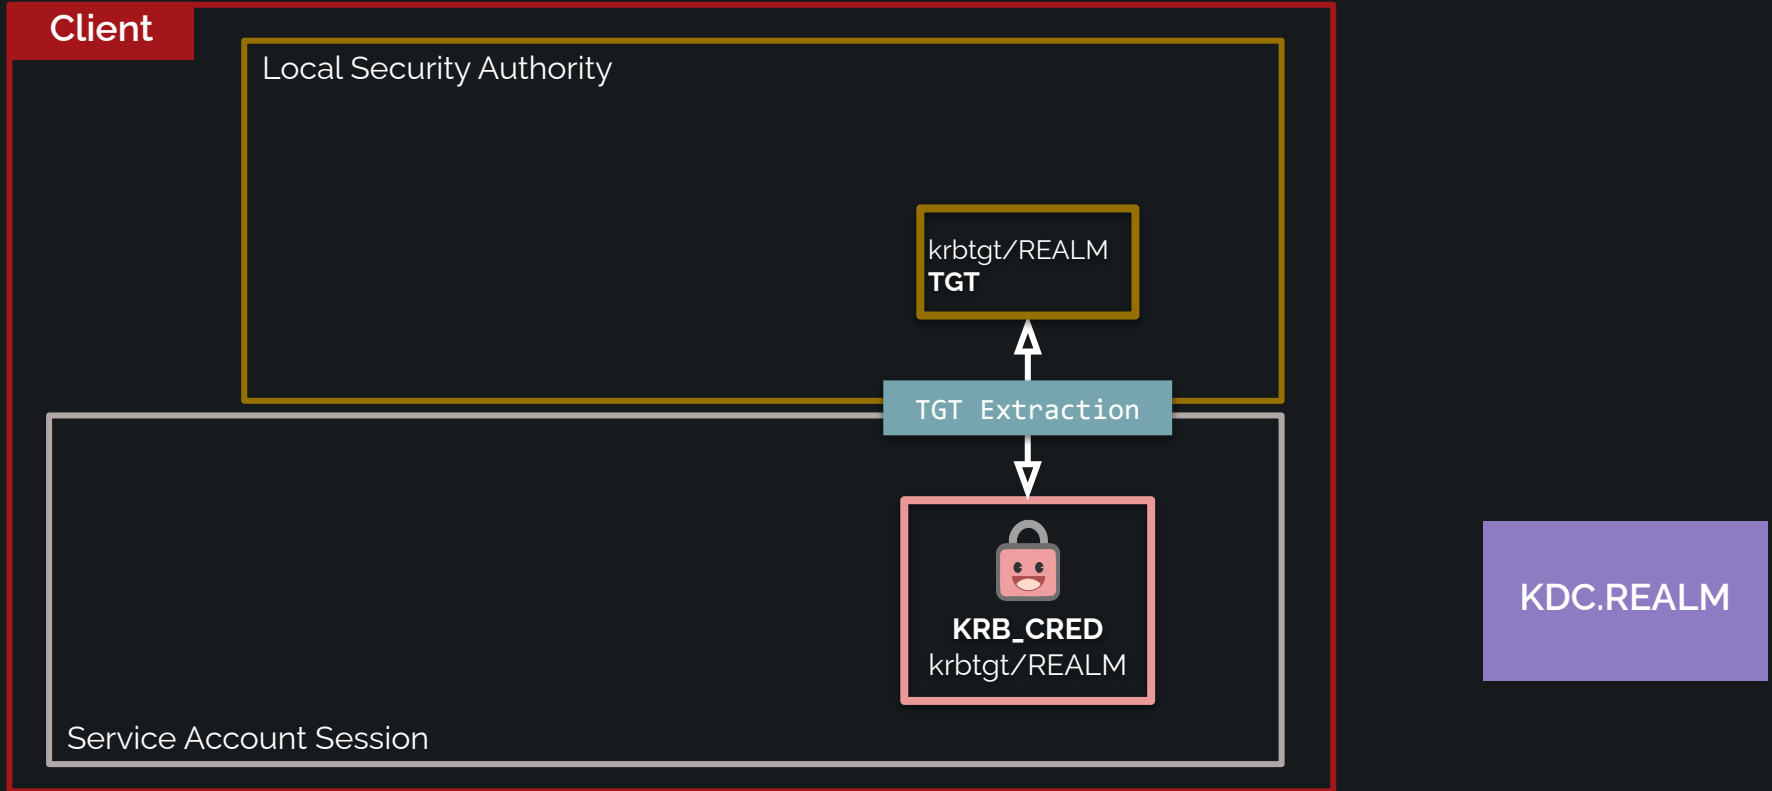 Client
Local Security Authority
krbtgt/REALM
TGT
TGT Extraction
KRB_CRED
krbtgt/REALM
KDC.REALM
Service Account Session